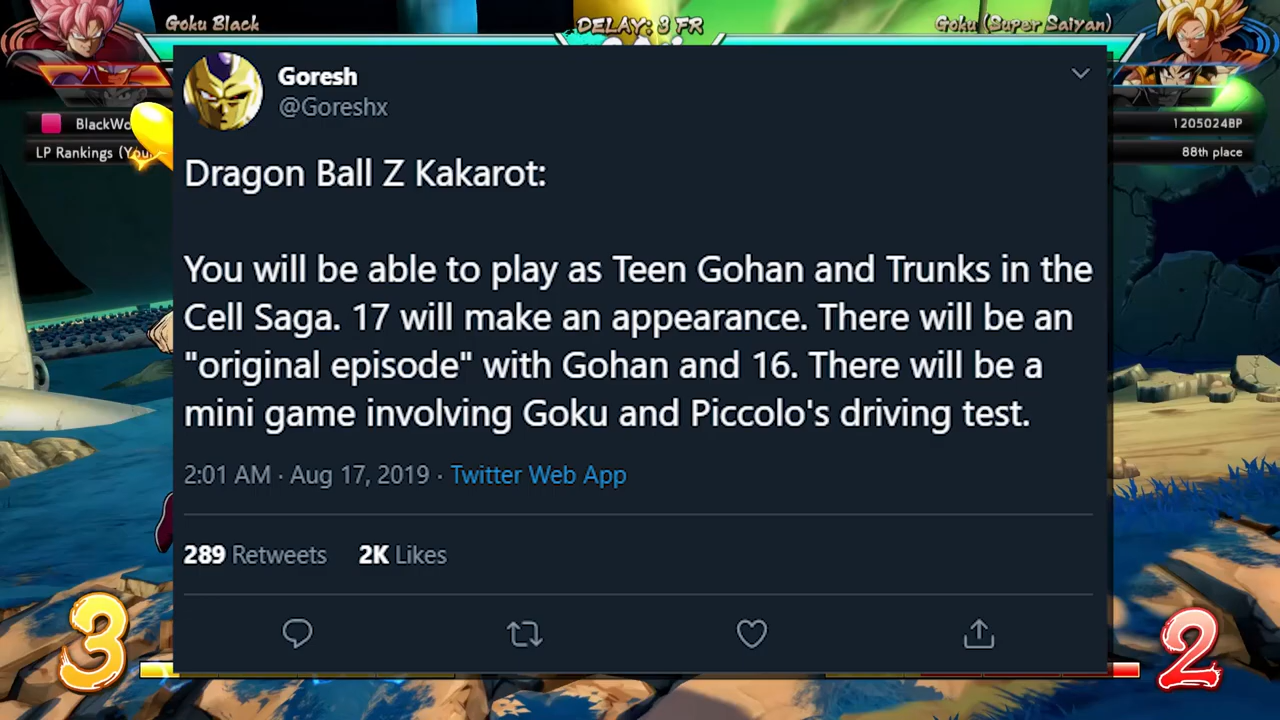 Goku Black
DELAY: 3 FR
Goku (Super Saiyan)
Goresh
@Goreshx
1205024BP
LP Rankings
88th place
Dragon Ball Z Kakarot:
You will be able to play as Teen Gohan and Trunks in the
Cell Saga. 17 will make an appearance. There will be an
"original episode" with Gohan and 16. There will be a
mini game involving Goku and Piccolo's driving test.
2:01 AM · Aug 17, 2019 · Twitter Web App
289 Retweets 2K Likes
3
2